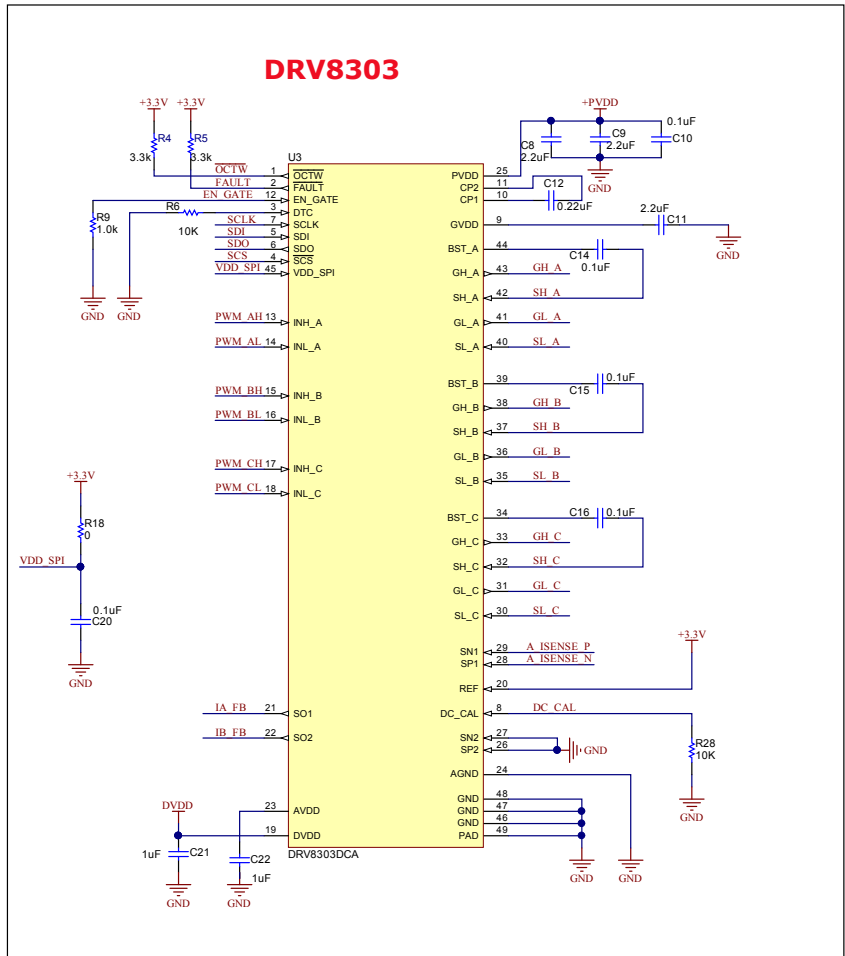 DRV8303
+3.3V +3.3V
R4 R5
3.3k 3.3k
U3
OCTW 1 OCTW
FAULT 2 FAULT
EN_GATE 12 EN_GATE
R6 3 DTC
10K
R9
1.0k
SCLK 7 SCLK
SDI 5 SDI
SDO 6 SDO
SCS 4 SCS
VDD_SPI 45 VDD_SPI
GND GND
PWM_AH 13 INH_A
PWM_AL 14 INL_A
PWM_BH 15 INH_B
PWM_BL 16 INL_B
PWM_CH 17 INH_C
PWM_CL 18 INL_C
+3.3V
R18
0
VDD_SPI
0.1uF
C20
GND
IA_FB 21 SO1
IB_FB 22 SO2
23 AVDD
DVDD
19 DVDD
1uF C21
C22
1uF
GND GND
DRV8303DCA
+PVDD
0.1uF
C8 C9 C10
2.2uF 2.2uF
GND
PVDD 25
CP2 11
CP1 10
C12
0.22uF
GVDD 9
2.2uF C11
GND
BST_A 44
C14 0.1uF
GH_A 43 GH_A
SH_A 42 SH_A
GL_A 41 GL_A
SL_A 40 SL_A
BST_B 39
C15 0.1uF
GH_B 38 GH_B
SH_B 37 SH_B
GL_B 36 GL_B
SL_B 35 SL_B
BST_C 34
C16 0.1uF
GH_C 33 GH_C
SH_C 32 SH_C
GL_C 31 GL_C
SL_C 30 SL_C
SN1 29 A_ISENSE_P
SP1 28 A_ISENSE_N
+3.3V
REF 20
DC_CAL 8 DC_CAL
SN2 27
SP2 26
GND
R28
10K
GND
AGND 24
GND 48
GND 47
GND 46
PAD 49
GND GND